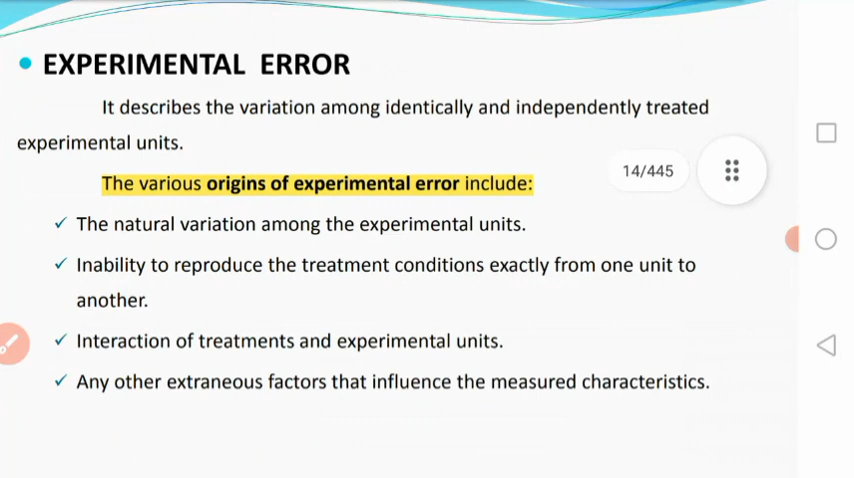 • EXPERIMENTAL ERROR
It describes the variation among identically and independently treated
experimental units.
The various origins of experimental error include:
14/445
✓ The natural variation among the experimental units.
✓ Inability to reproduce the treatment conditions exactly from one unit to
another.
✓ Interaction of treatments and experimental units.
✓ Any other extraneous factors that influence the measured characteristics.